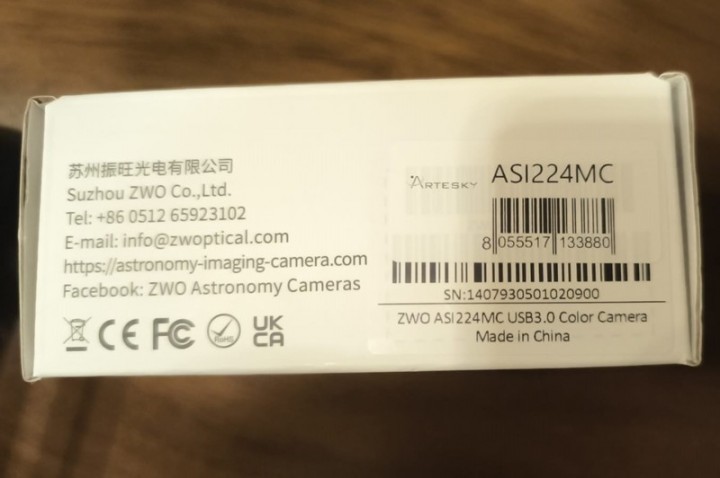 苏州振旺光电有限公司
Suzhou ZWO Co.,Ltd.
Tel: +86 0512 65923102
E-mail: info@zwoptical.com
https://astronomy-imaging-camera.com
Facebook: ZWO Astronomy Cameras
CE FC RoHS UK CA
ARTESKY ASI224MC
8 055517 133880
SN:1407930501020900
ZWO ASI224MC USB3.0 Color Camera
Made in China